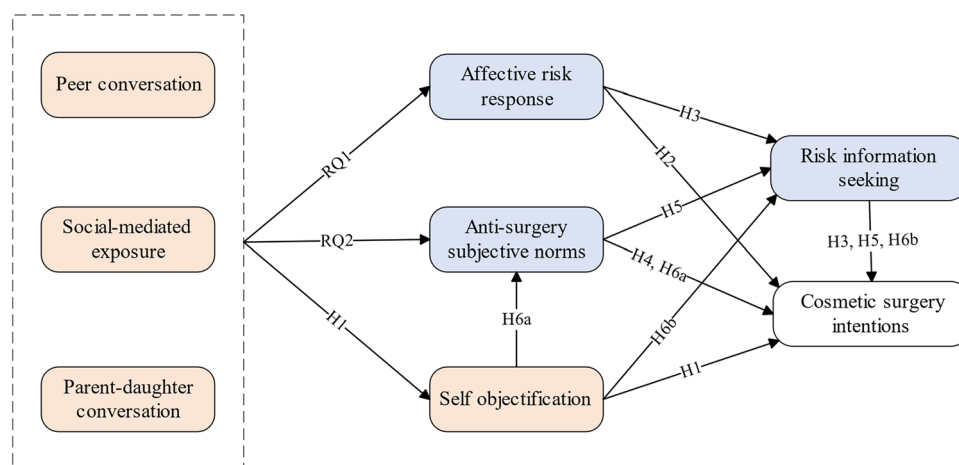 Peer conversation
Social-mediated
exposure
Parent-daughter
conversation
RQ1
RQ2
H1
Affective risk
response
Anti-surgery
subjective norms
H6a
Self objectification
H3
H2
H5
H4, H6a
H6b
H1
Risk information
seeking
H3, H5, H6b
Cosmetic surgery
intentions